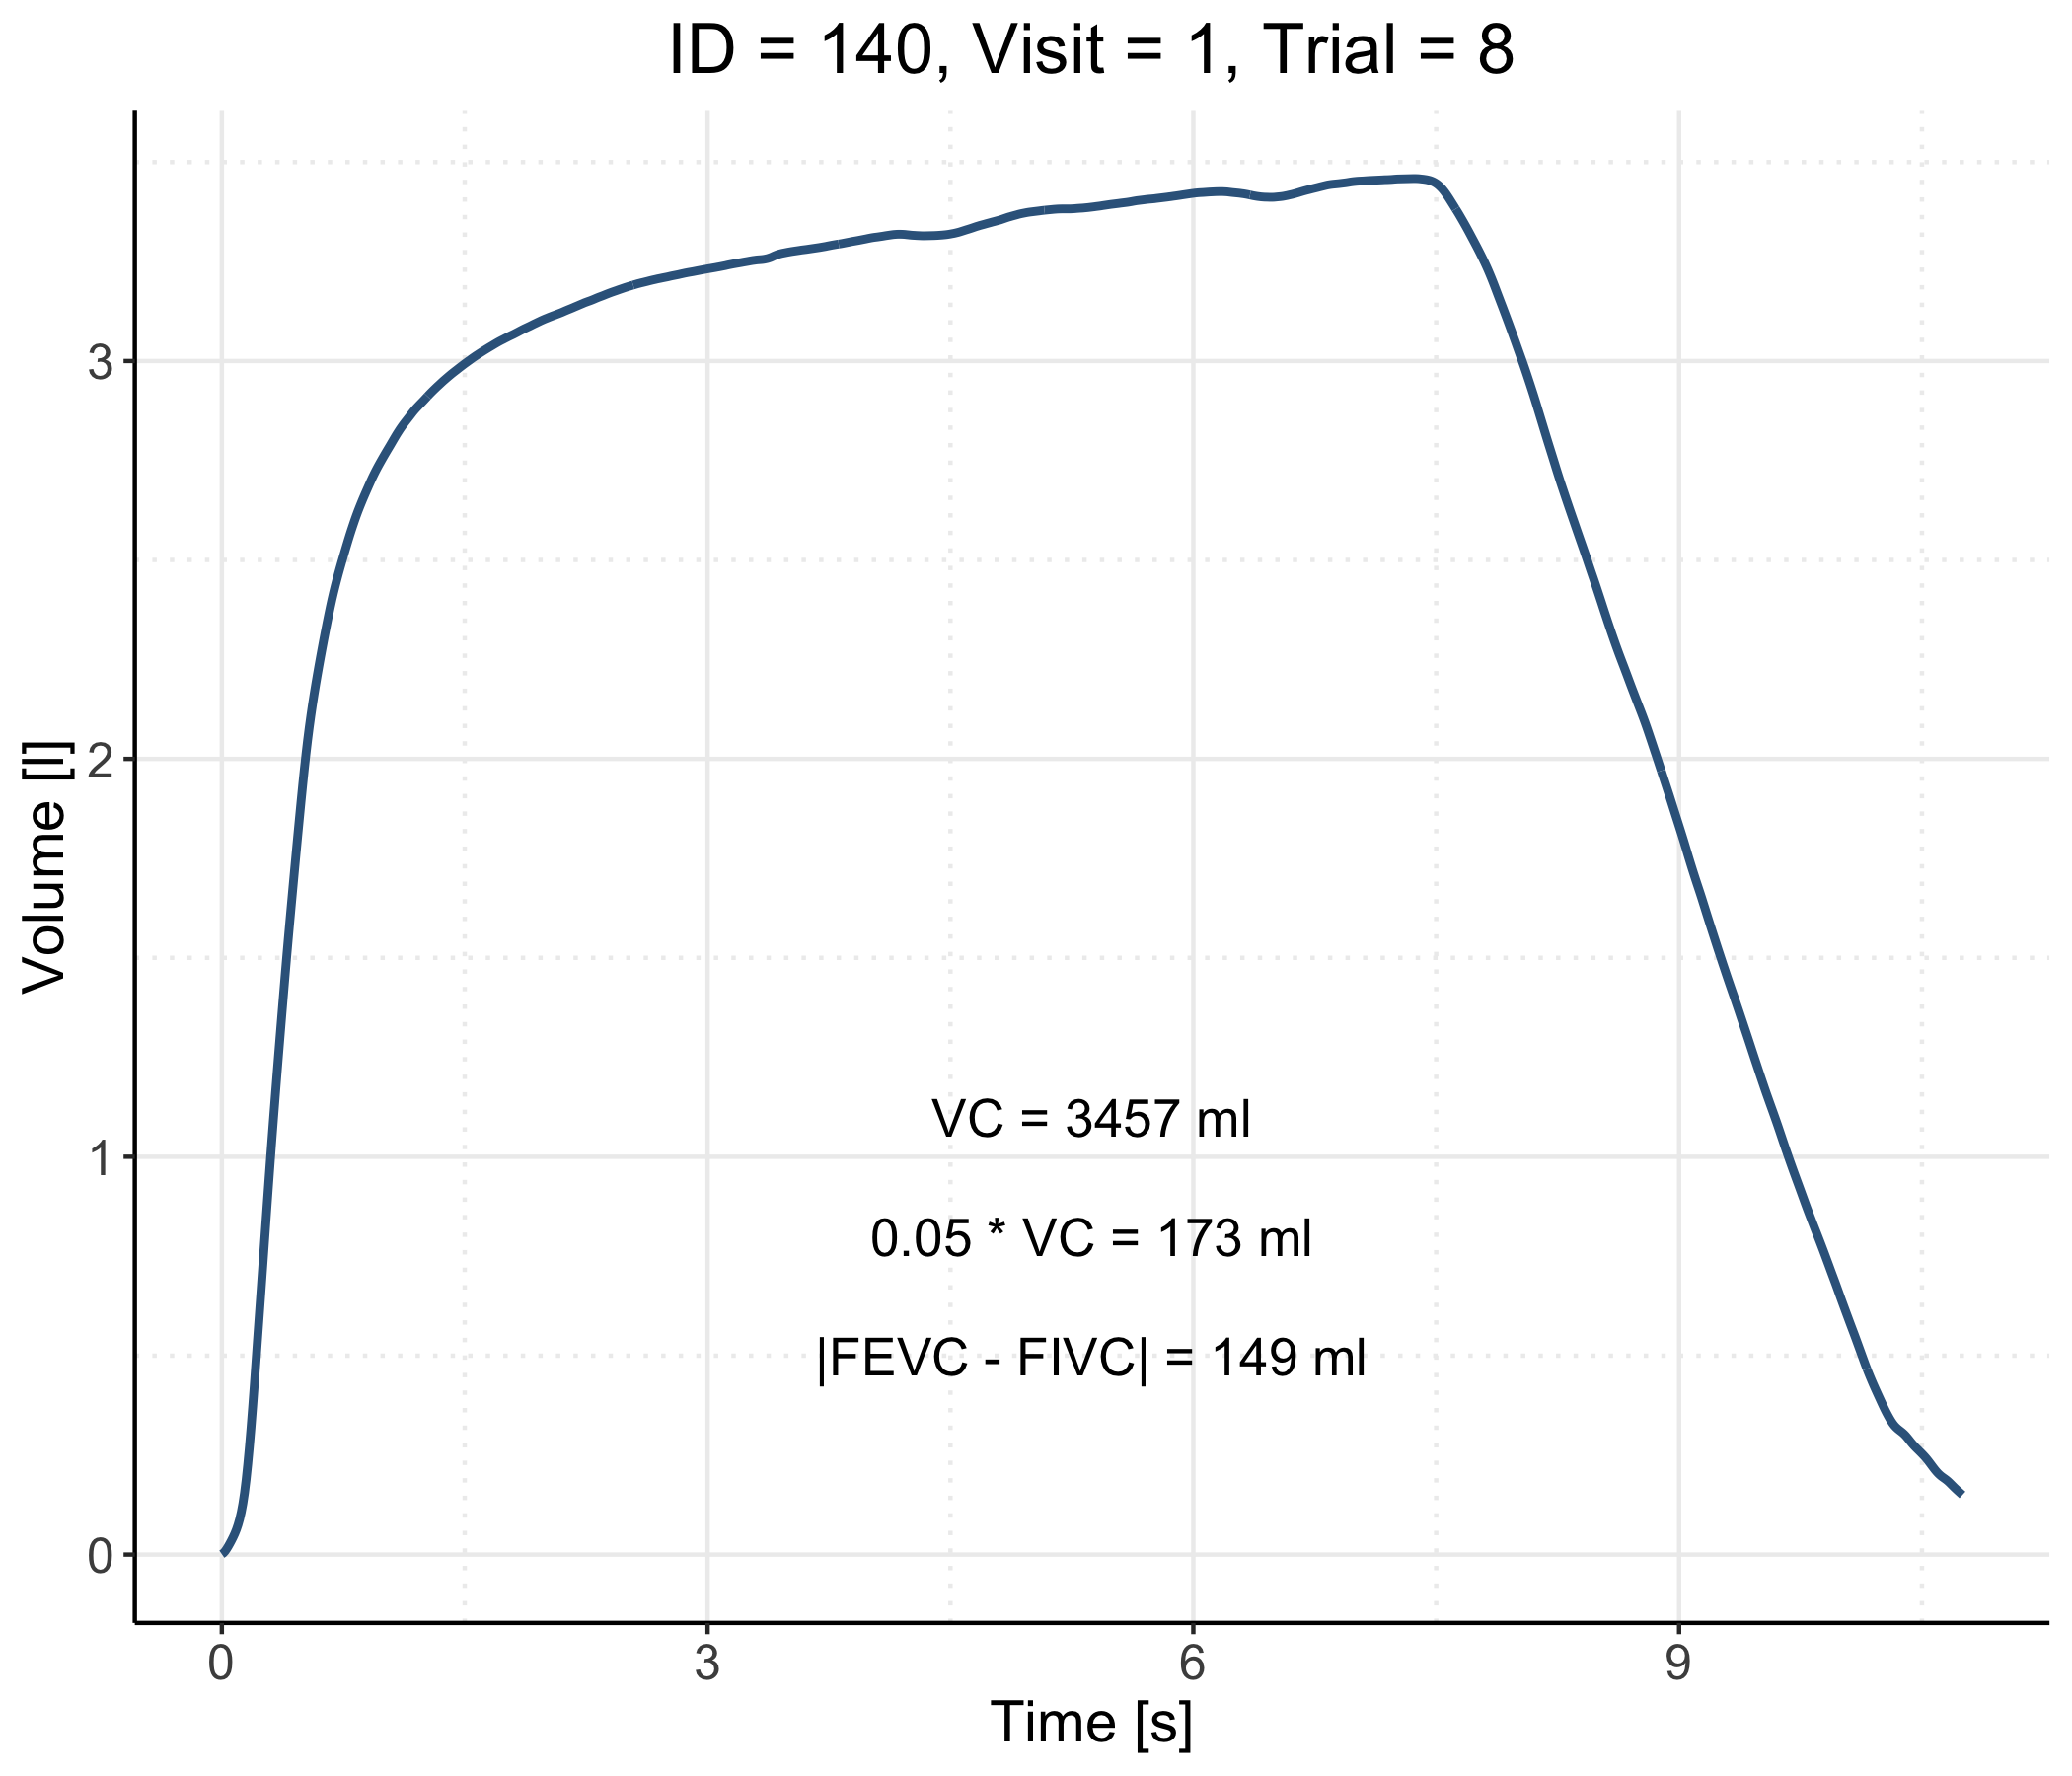 ID = 140, Visit = 1, Trial = 8
Volume [l]
3
2
1
0
VC = 3457 ml
0.05 * VC = 173 ml
|FEVC - FIVC| = 149 ml
0 3 6 9
Time [s]